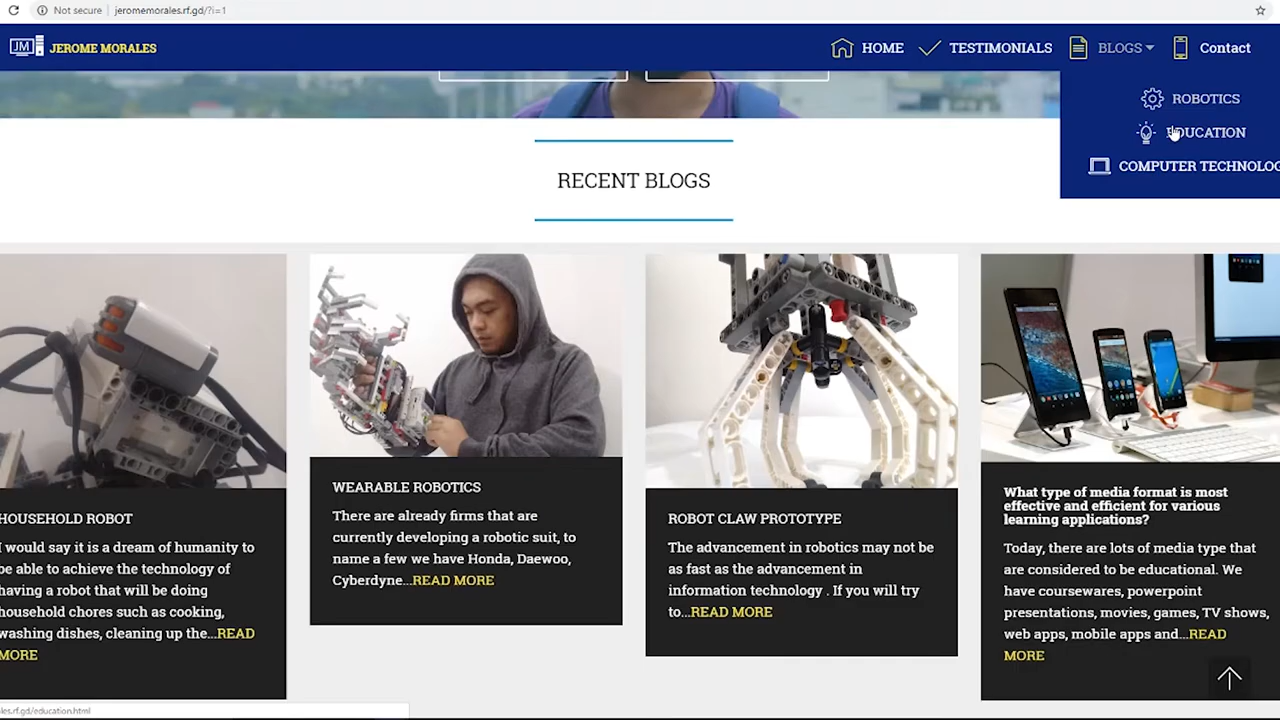 Not secure | jeromemorales.rf.gd/?i=1
JM JEROME MORALES
HOME
TESTIMONIALS
BLOGS
Contact
ROBOTICS
EDUCATION
COMPUTER TECHNOLOG
RECENT BLOGS
HOUSEHOLD ROBOT
I would say it is a dream of humanity to
be able to achieve the technology of
having a robot that will be doing
household chores such as cooking,
washing dishes, cleaning up the...READ
MORE
WEARABLE ROBOTICS
There are already firms that are
currently developing a robotic suit, to
name a few we have Honda, Daewoo,
Cyberdyne...READ MORE
ROBOT CLAW PROTOTYPE
The advancement in robotics may not be
as fast as the advancement in
information technology . If you will try
to...READ MORE
What type of media format is most
effective and efficient for various
learning applications?
Today, there are lots of media type that
are considered to be educational. We
have coursewares, powerpoint
presentations, movies, games, TV shows,
web apps, mobile apps and...READ
MORE
les.rf.gd/education.html